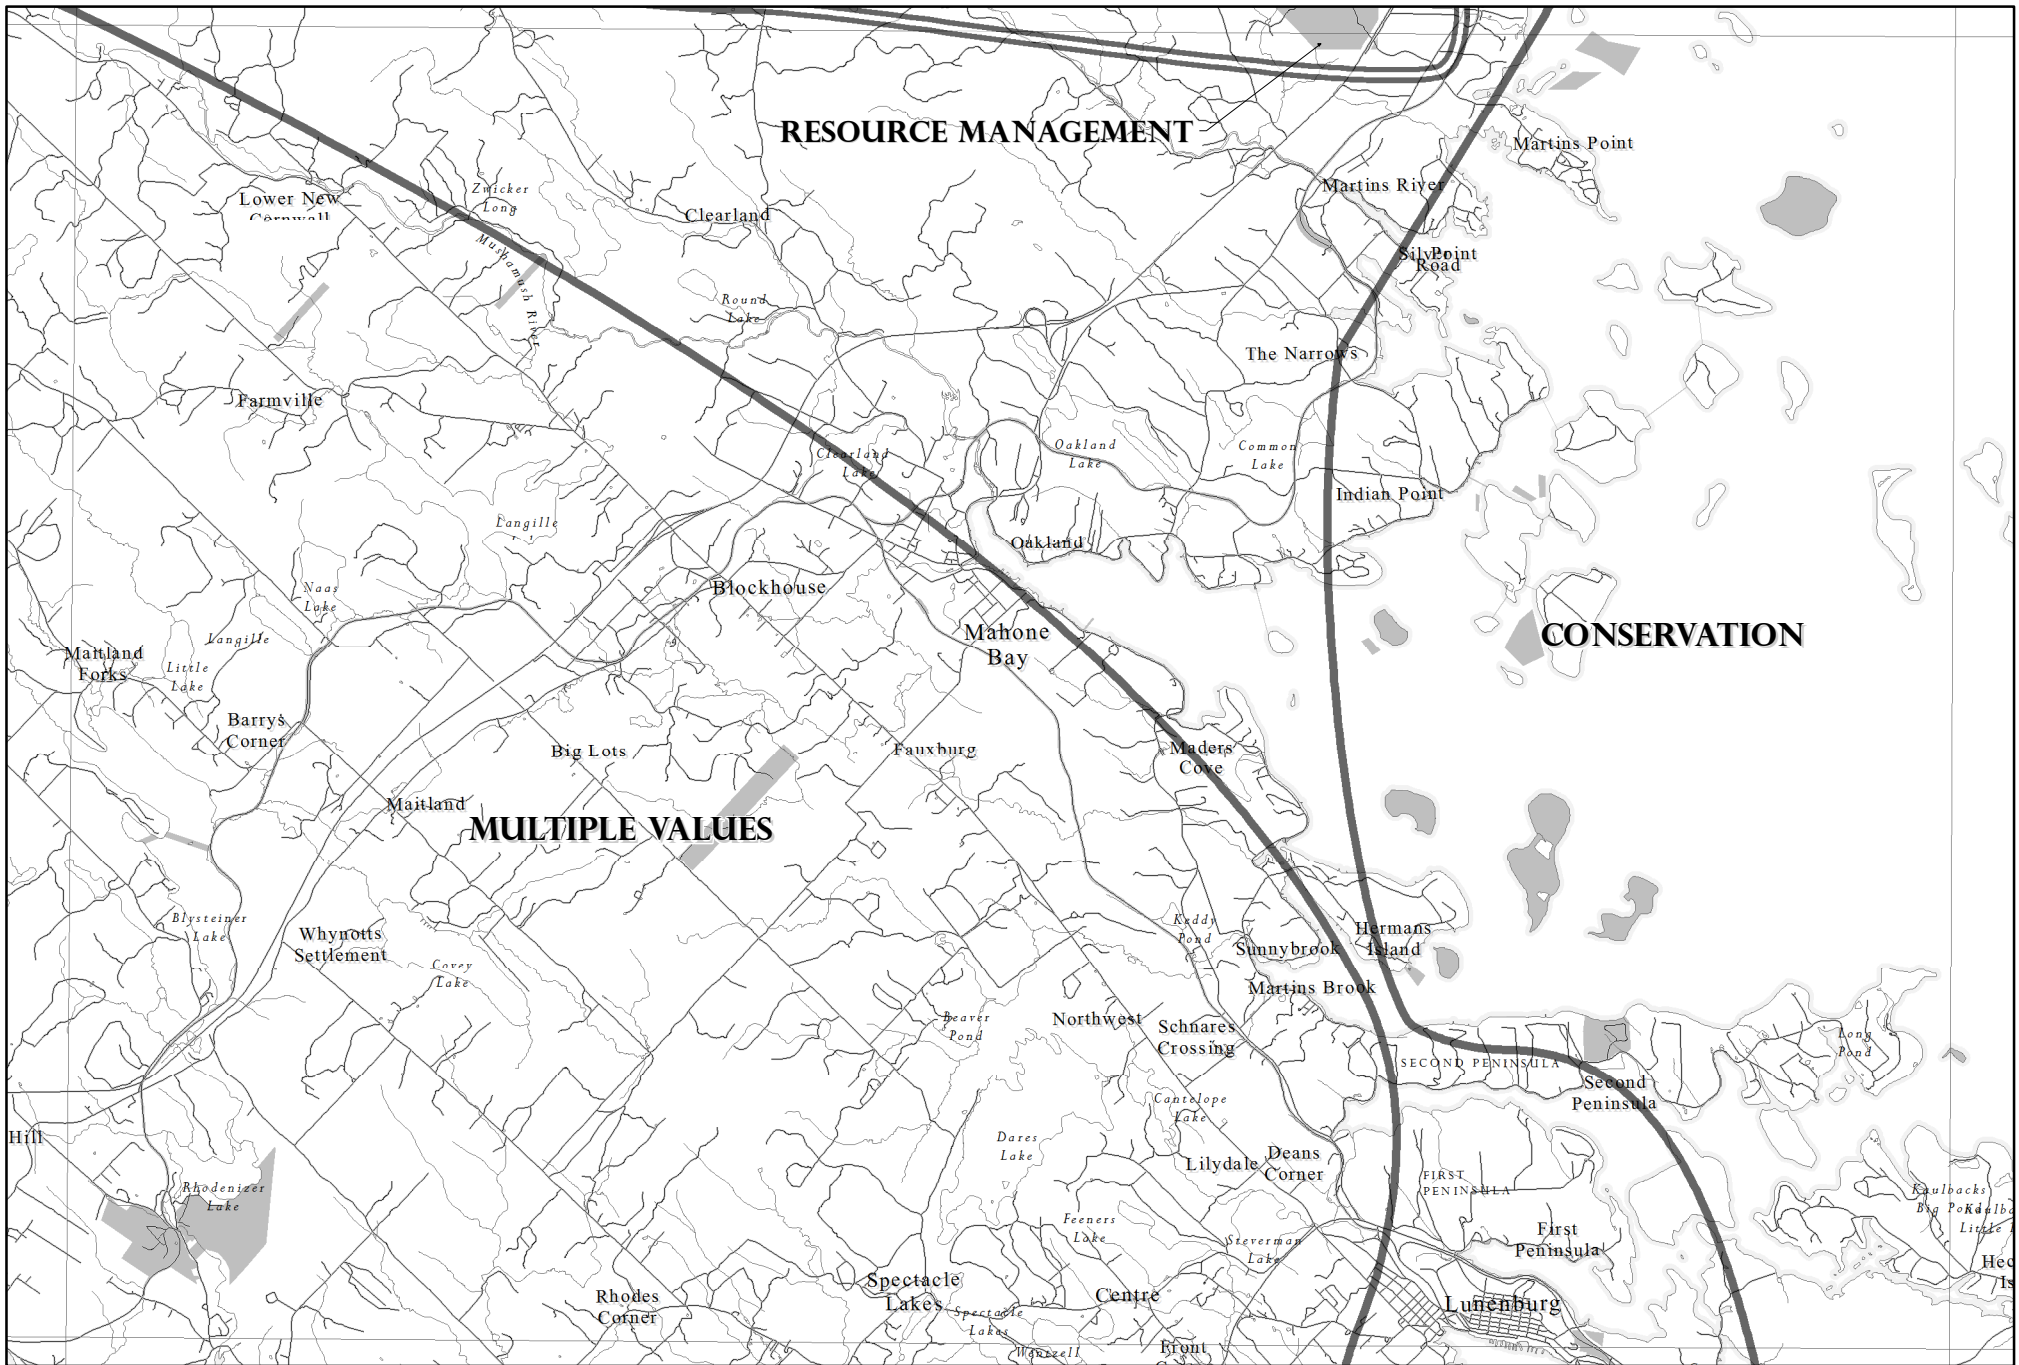 RESOURCE MANAGEMENT
Martins Point
Martins River
Lower New
Cornwall
Zwicker
Long
Clearland
Mushamush River
Silver Point
Road
Round
Lake
The Narrows
Farmville
Clearland
Lake
Oakland
Lake
Common
Lake
Indian Point
Langille
Oakland
Naas
Lake
Blockhouse
Mahone
Bay
CONSERVATION
Langille
Maitland
Forks
Little
Lake
Barrys
Corner
Big Lots
Fauxburg
Maders
Cove
Maitland
MULTIPLE VALUES
Blysteiner
Lake
Whynotts
Settlement
Covey
Lake
Keddy
Pond
Sunnybrook
Hermans
Island
Martins Brook
Beaver
Pond
Northwest
Schnares
Crossing
Long
Pond
SECOND PENINSULA
Second
Peninsula
Cantelope
Lake
Hill
Dares
Lake
Lilydale
Deans
Corner
FIRST
PENINSULA
Rhodenizer
Lake
Kaulbacks
Big Pond
Kaulba
Little
Feeners
Lake
Steverman
Lake
First
Peninsula
Hec
Is
Spectacle
Lakes
Centre
Rhodes
Corner
Spectacle
Lakes
Lunenburg
Wentzell
Front